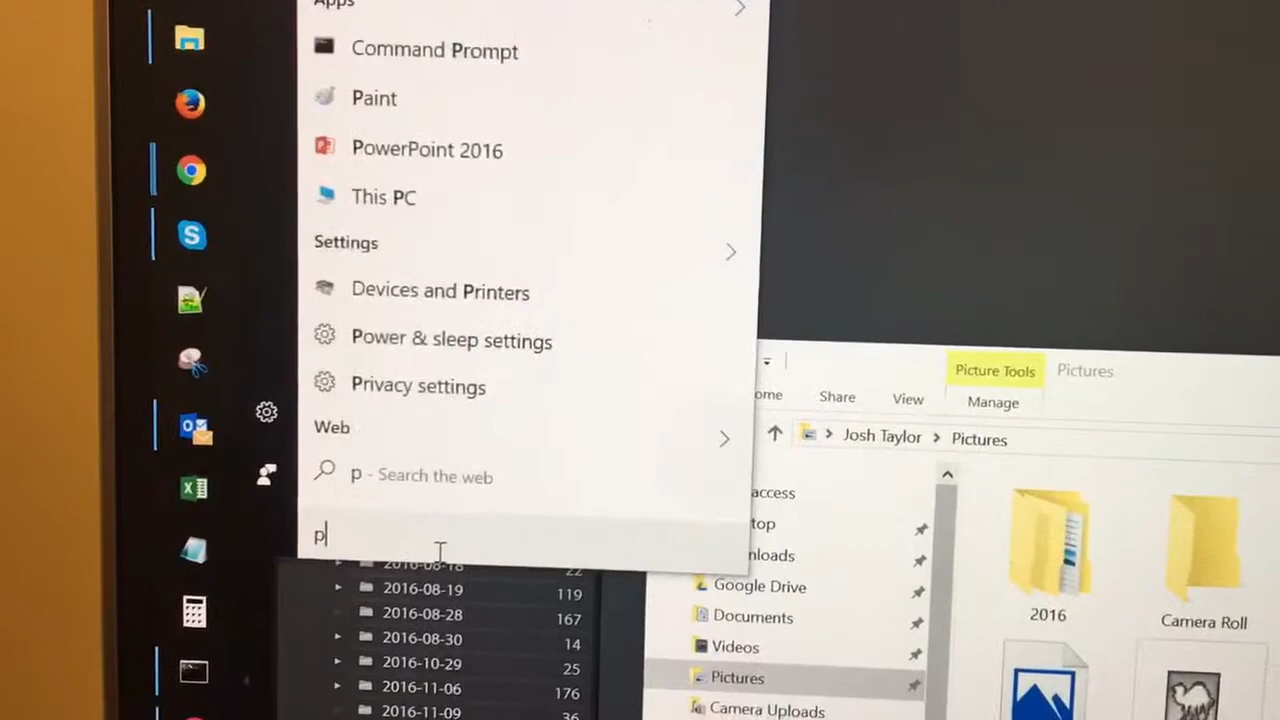 Apps
Command Prompt
Paint
PowerPoint 2016
This PC
Settings
Devices and Printers
Power & sleep settings
Privacy settings
Web
p - Search the web
p
2016-08-18 22
2016-08-19 119
2016-08-28 167
2016-08-30 14
2016-10-29 25
2016-11-06 176
2016-11-09 36
Picture Tools Pictures
ome Share View Manage
Josh Taylor Pictures
access
top
nloads
Google Drive
Documents
Videos
Pictures
Camera Uploads
2016
Camera Roll